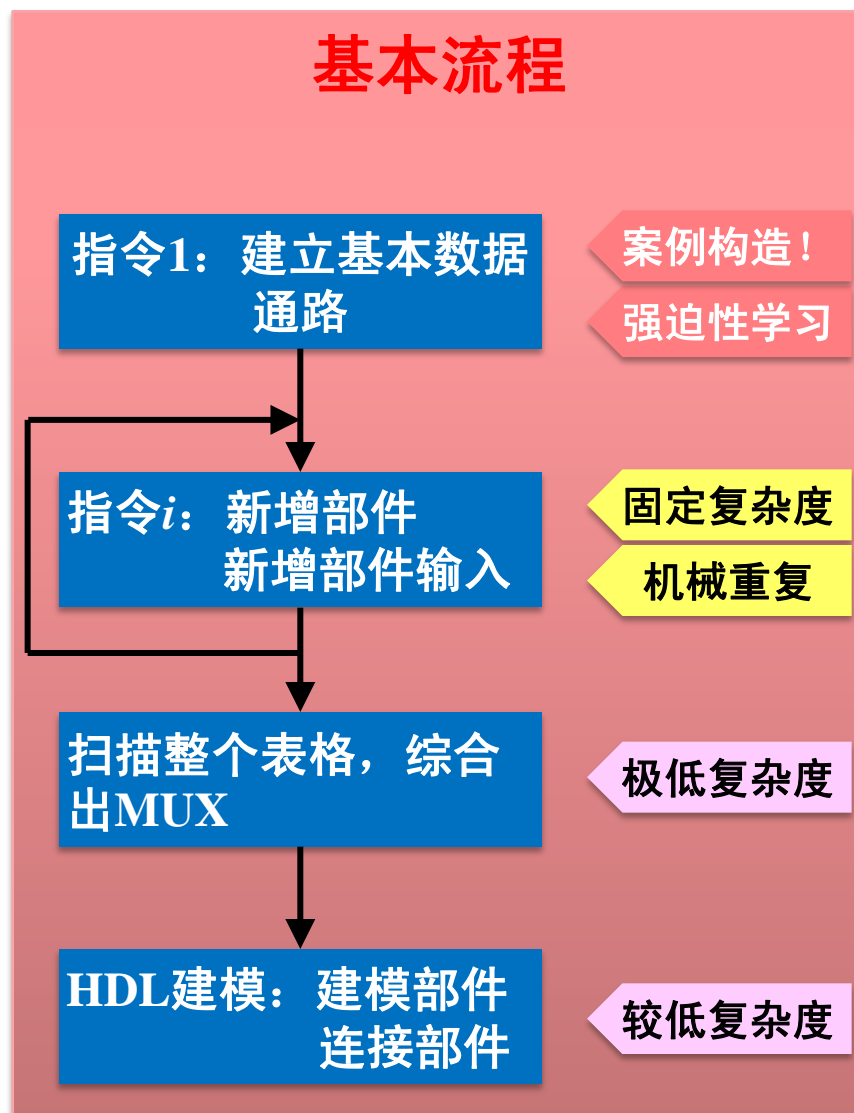 基本流程
指令1：建立基本数据
通路
案例构造！
强迫性学习
指令i：新增部件
新增部件输入
固定复杂度
机械重复
扫描整个表格，综合
出MUX
极低复杂度
HDL建模：建模部件
连接部件
较低复杂度